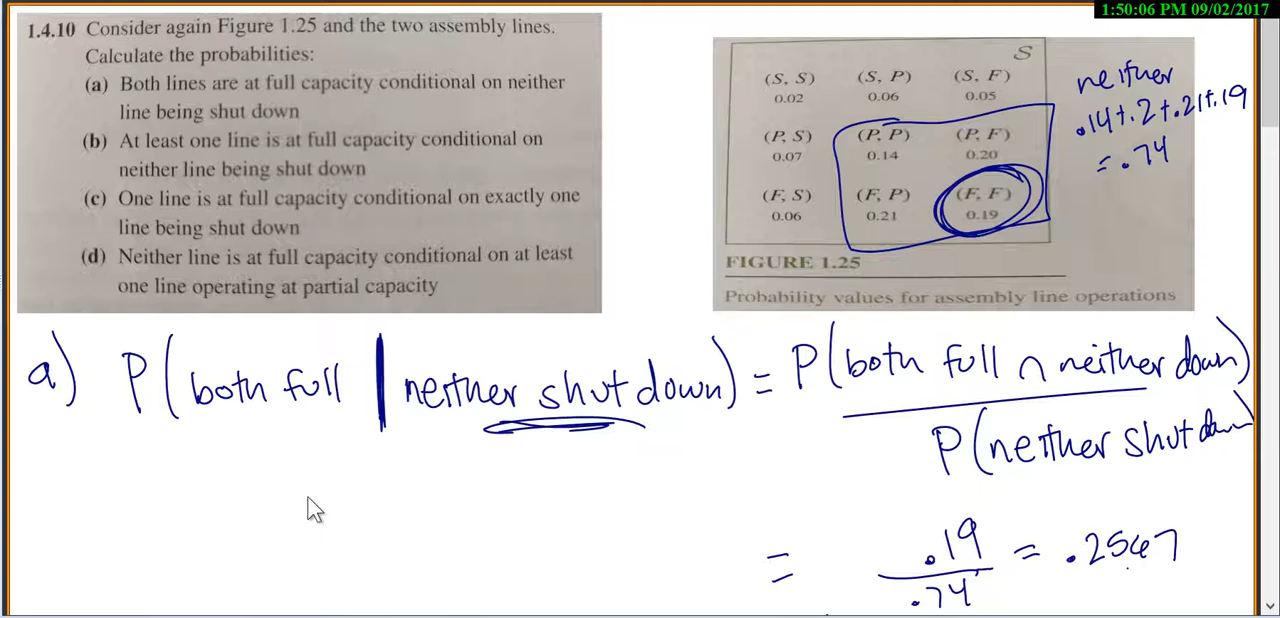 1:50:06 PM 09/02/2017
1.4.10 Consider again Figure 1.25 and the two assembly lines.
Calculate the probabilities:
(a) Both lines are at full capacity conditional on neither
line being shut down
(b) At least one line is at full capacity conditional on
neither line being shut down
(c) One line is at full capacity conditional on exactly one
line being shut down
(d) Neither line is at full capacity conditional on at least
one line operating at partial capacity
S
(S, S) (S, P) (S, F)
0.02 0.06 0.05
(P, S) (P, P) (P, F)
0.07 0.14 0.20
(F, S) (F, P) (F, F)
0.06 0.21 0.19
FIGURE 1.25
Probability values for assembly line operations
neither
.14+.2+.21+.19
=.74
a) P(both full | neither shut down) = P(both full ∩ neither down)
P(neither shut down)
= .19 = .2567
.74